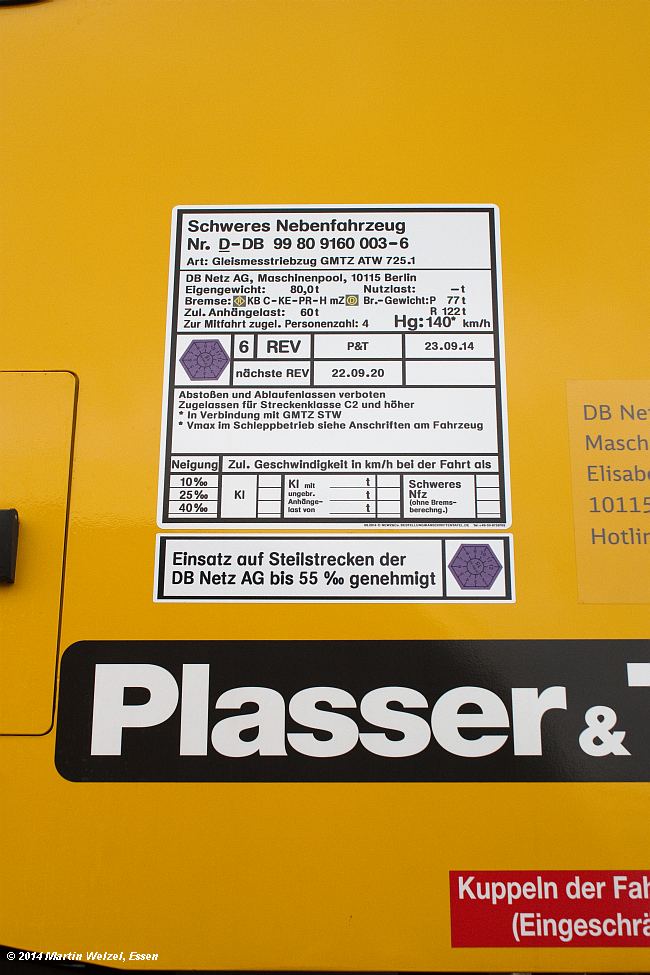 Schweres Nebenfahrzeug
Nr. D-DB 99 80 9160 003-6
Art: Gleismesstriebzug GMTZ ATW 725.1
DB Netz AG, Maschinenpool, 10115 Berlin
Eigengewicht: 80,0t Nutzlast: -t
Bremse: KB C-KE-PR-H mZ Br.-Gewicht:P 77t
Zul. Anhängelast: 60t R 122t
Zur Mitfahrt zugel. Personenzahl: 4 Hg:140* km/h
6 REV P&T 23.09.14
nächste REV 22.09.20
Abstoßen und Ablaufenlassen verboten
Zugelassen für Streckenklasse C2 und höher
* In Verbindung mit GMTZ STW
* Vmax im Schleppbetrieb siehe Anschriften am Fahrzeug
Neigung Zul. Geschwindigkeit in km/h bei der Fahrt als
10‰
25‰
40‰
Kl
Kl mit
ungebr.
Anhänge-
last von
t
t
t
Schweres
Nfz
(ohne Brems-
berechng.)
Einsatz auf Steilstrecken der
DB Netz AG bis 55 ‰ genehmigt
DB Ne
Masch
Elisab
10115
Hotlin
Plasser &
Kuppeln der Fah
(Eingeschrä
© 2014 Martin Welzel, Essen